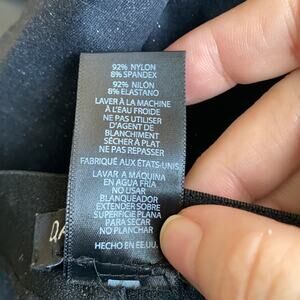 92% NYLON
8% SPANDEX
92% NILÓN
8% ELASTANO
LAVER À LA MACHINE
À L'EAU FROIDE
NE PAS UTILISER
D'AGENT DE
BLANCHIMENT
SÉCHER À PLAT
NE PAS REPASSER
FABRIQUÉ AUX ÉTATS-UNIS
LAVAR A MÁQUINA
EN AGUA FRÍA
NO USAR
BLANQUEADOR
EXTENDER SOBRE
SUPERFICIE PLANA
PARA SECAR
NO PLANCHAR
HECHO EN EE.UU.